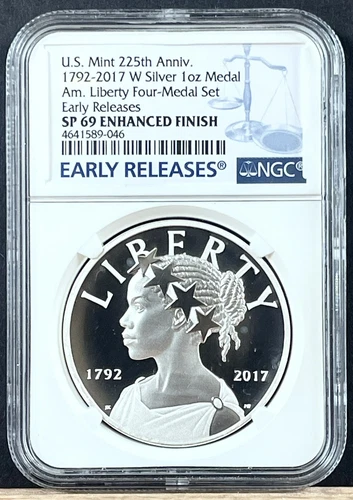 U.S. Mint 225th Anniv.
1792-2017 W Silver 1oz Medal
Am. Liberty Four-Medal Set
Early Releases
SP 69 ENHANCED FINISH
4641589-046
EARLY RELEASES®
NGC®
LIBERTY
1792
2017